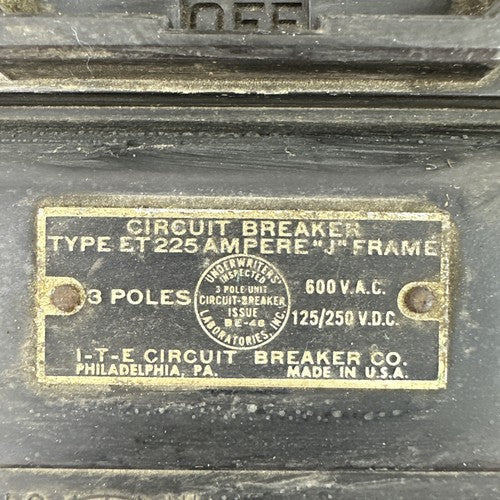 OFF
CIRCUIT BREAKER
TYPE ET 225 AMPERE "J" FRAME
3 POLES
UNDERWRITERS'
INSPECTED
3 POLE UNIT
CIRCUIT-BREAKER
ISSUE
BE-46
LABORATORIES, INC.
600 V.A.C.
125/250 V.D.C.
I-T-E CIRCUIT BREAKER CO.
PHILADELPHIA, PA. MADE IN U.S.A.